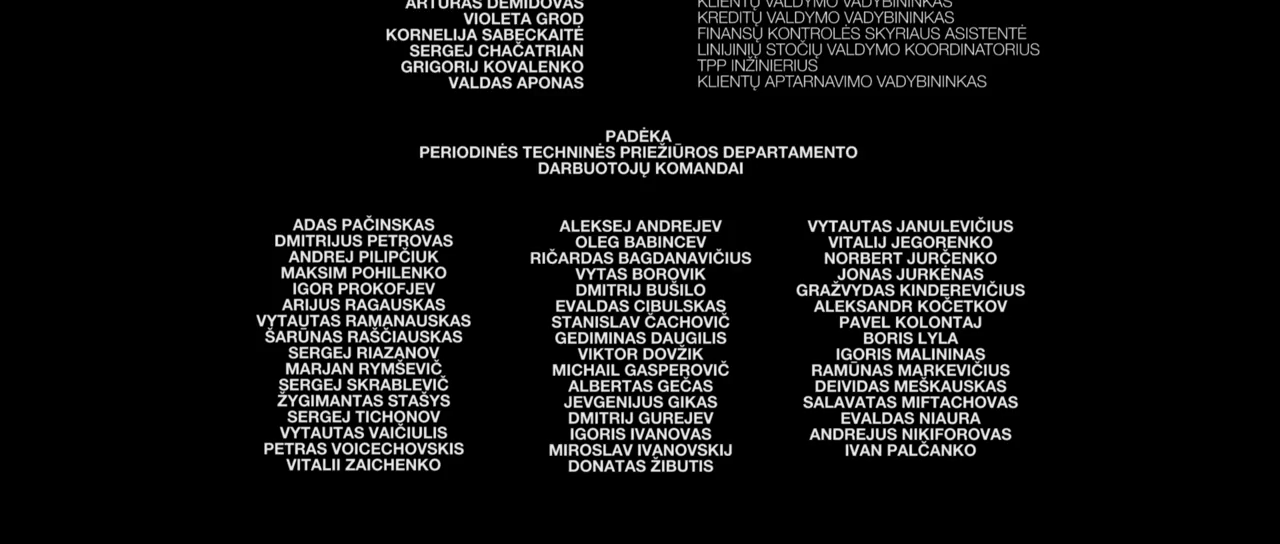 ARTŪRAS DEMIDOVAS KLIENTŲ VALDYMO VADYBININKAS
VIOLETA GROD KREDITŲ VALDYMO VADYBININKAS
KORNELIJA SABECKAITĖ FINANSŲ KONTROLĖS SKYRIAUS ASISTENTĖ
SERGEJ CHAČATRIAN LINIJINIŲ STOČIŲ VALDYMO KOORDINATORIUS
GRIGORIJ KOVALENKO TPP INŽINIERIUS
VALDAS APONAS KLIENTŲ APTARNAVIMO VADYBININKAS
PADĖKA
PERIODINĖS TECHNINĖS PRIEŽIŪROS DEPARTAMENTO
DARBUOTOJŲ KOMANDAI
ADAS PAČINSKAS
DMITRIJUS PETROVAS
ANDREJ PILIPČIUK
MAKSIM POHILENKO
IGOR PROKOFJEV
ARIJUS RAGAUSKAS
VYTAUTAS RAMANAUSKAS
ŠARŪNAS RAŠČIAUSKAS
SERGEJ RIAZANOV
MARJAN RYMŠEVIČ
SERGEJ SKRABLEVIČ
ŽYGIMANTAS STAŠYS
SERGEJ TICHONOV
VYTAUTAS VAIČIULIS
PETRAS VOICECHOVSKIS
VITALII ZAICHENKO
ALEKSEJ ANDREJEV
OLEG BABINCEV
RIČARDAS BAGDANAVIČIUS
VYTAS BOROVIK
DMITRIJ BUŠILO
EVALDAS CIBULSKAS
STANISLAV ČACHOVIČ
GEDIMINAS DAUGILIS
VIKTOR DOVŽIK
MICHAIL GASPEROVIČ
ALBERTAS GEČAS
JEVGENIJUS GIKAS
DMITRIJ GUREJEV
IGORIS IVANOVAS
MIROSLAV IVANOVSKIJ
DONATAS ŽIBUTIS
VYTAUTAS JANULEVIČIUS
VITALIJ JEGORENKO
NORBERT JURČENKO
JONAS JURKĖNAS
GRAŽVYDAS KINDEREVIČIUS
ALEKSANDR KOČETKOV
PAVEL KOLONTAJ
BORIS LYLA
IGORIS MALININAS
RAMŪNAS MARKEVIČIUS
DEIVIDAS MEŠKAUSKAS
SALAVATAS MIFTACHOVAS
EVALDAS NIAURA
ANDREJUS NIKIFOROVAS
IVAN PALČANKO